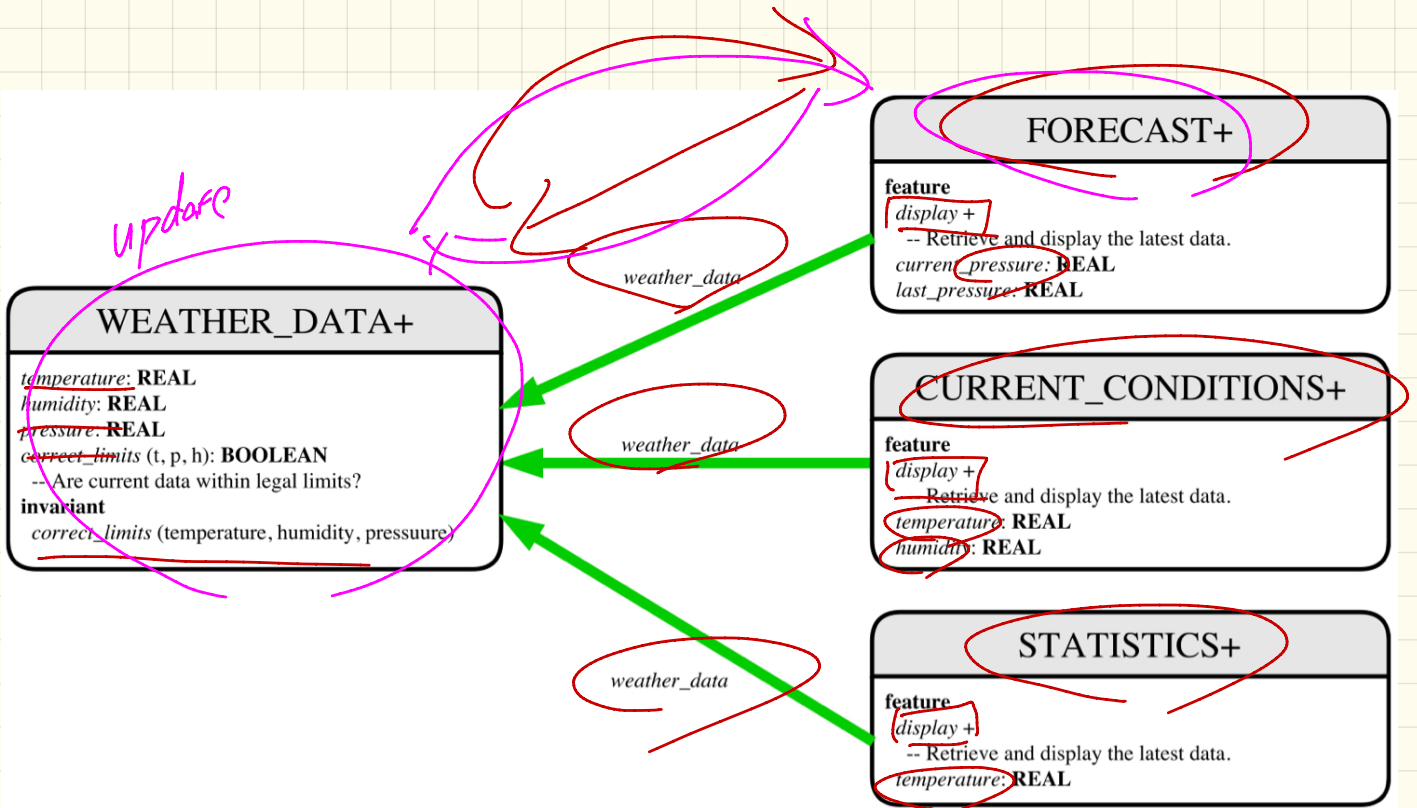 update
WEATHER_DATA+
temperature: REAL
humidity: REAL
pressure: REAL
correct_limits (t, p, h): BOOLEAN
-- Are current data within legal limits?
invariant
correct_limits (temperature, humidity, pressuure)
weather_data
weather_data
weather_data
FORECAST+
feature
display +
-- Retrieve and display the latest data.
current_pressure: REAL
last_pressure: REAL
CURRENT_CONDITIONS+
feature
display +
-- Retrieve and display the latest data.
temperature: REAL
humidity: REAL
STATISTICS+
feature
display +
-- Retrieve and display the latest data.
temperature: REAL